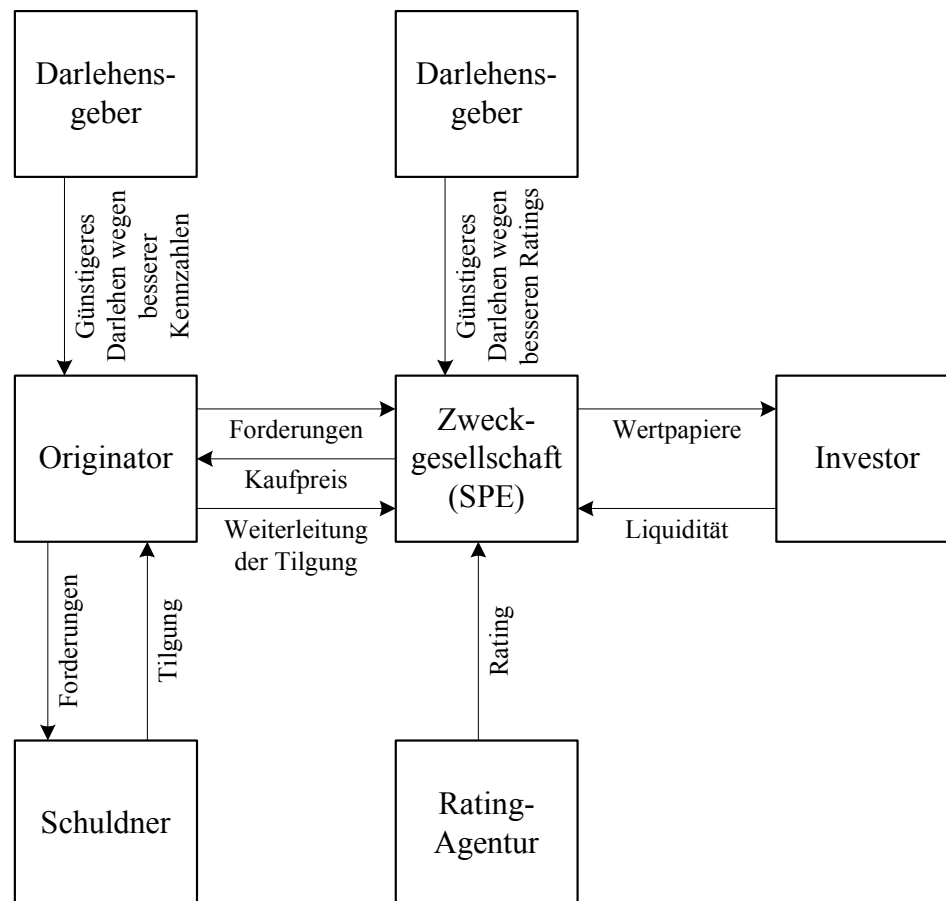 Darlehens-
geber
Darlehens-
geber
Günstigeres
Darlehen wegen
besserer
Kennzahlen
Günstigeres
Darlehen wegen
besseren Ratings
Originator
Forderungen
Kaufpreis
Weiterleitung
der Tilgung
Zweck-
gesellschaft
(SPE)
Wertpapiere
Liquidität
Investor
Forderungen
Tilgung
Rating
Schuldner
Rating-
Agentur